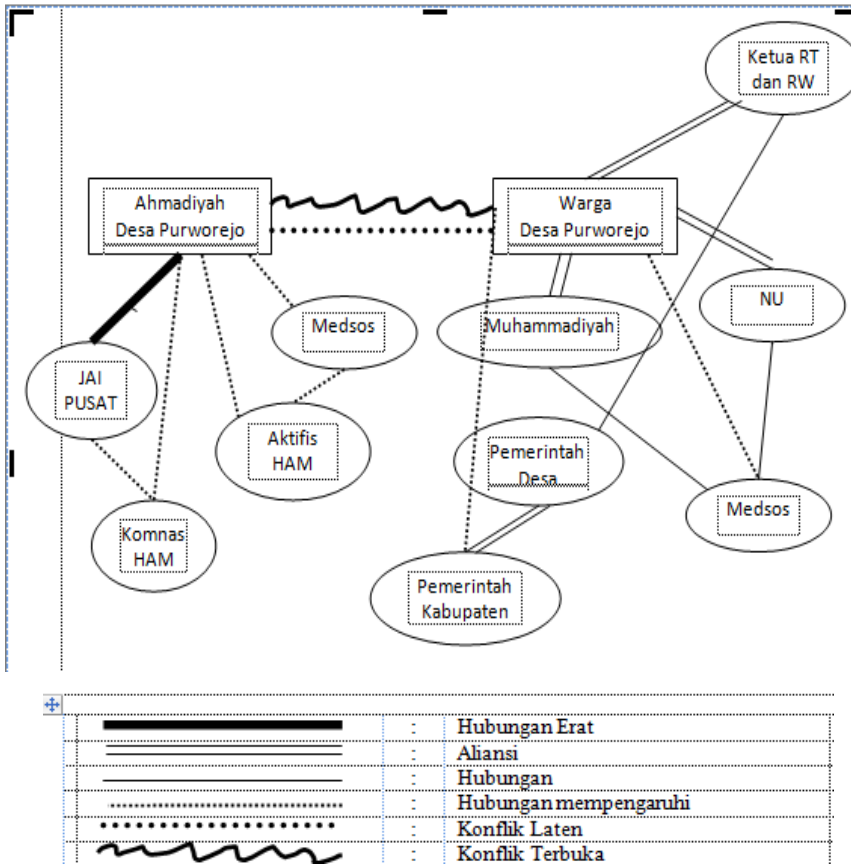 Ketua RT
dan RW
Ahmadiyah
Desa Purworejo
Warga
Desa Purworejo
Medsos
Muhammadiyah
NU
JAI
PUSAT
Aktifis
HAM
Pemerintah
Desa
Medsos
Komnas
HAM
Pemerintah
Kabupaten
: Hubungan Erat
: Aliansi
: Hubungan
: Hubungan mempengaruhi
: Konflik Laten
: Konflik Terbuka